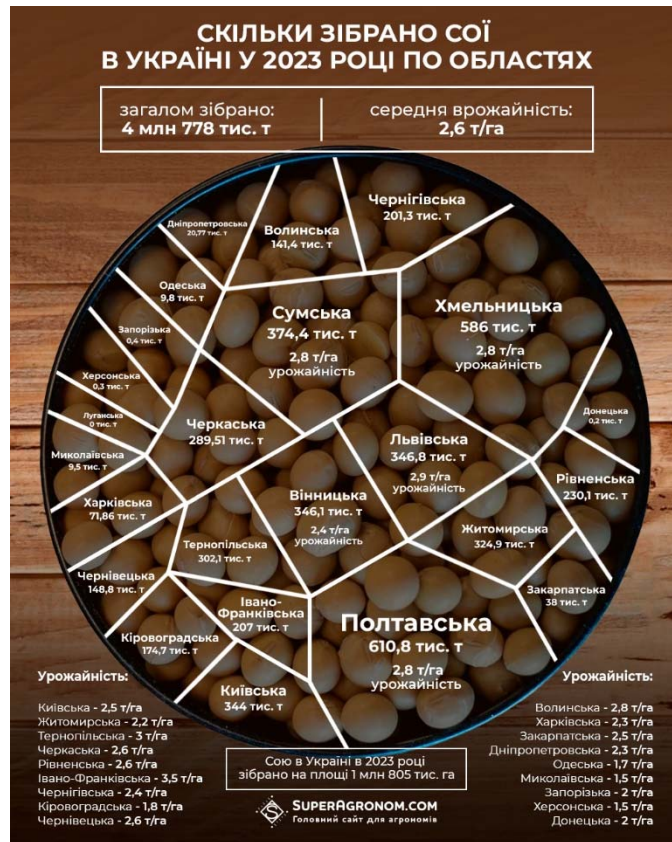 СКІЛЬКИ ЗІБРАНО СОЇ
В УКРАЇНІ У 2023 РОЦІ ПО ОБЛАСТЯХ
загалом зібрано:
4 млн 778 тис. т
середня врожайність:
2,6 т/га
Дніпропетровська
20,77 тис. т
Волинська
141,4 тис. т
Чернігівська
201,3 тис. т
Одеська
9,8 тис. т
Сумська
374,4 тис. т
2,8 т/га
урожайність
Хмельницька
586 тис. т
2,8 т/га
урожайність
Запорізька
0,4 тис. т
Херсонська
0,3 тис. т
Луганська
0 тис. т
Миколаївська
9,5 тис. т
Черкаська
289,51 тис. т
Львівська
346,8 тис. т
2,9 т/га
урожайність
Донецька
0,2 тис. т
Рівненська
230,1 тис. т
Харківська
71,86 тис. т
Вінницька
346,1 тис. т
2,4 т/га
урожайність
Житомирська
324,9 тис. т
Тернопільська
302,1 тис. т
Чернівецька
148,8 тис. т
Закарпатська
38 тис. т
Івано-
Франківська
207 тис. т
Полтавська
610,8 тис. т
2,8 т/га
урожайність
Кіровоградська
174,7 тис. т
Київська
344 тис. т
Урожайність:
Київська - 2,5 т/га
Житомирська - 2,2 т/га
Тернопільська - 3 т/га
Черкаська - 2,6 т/га
Рівненська - 2,6 т/га
Івано-Франківська - 3,5 т/га
Чернігівська - 2,4 т/га
Кіровоградська - 1,8 т/га
Чернівецька - 2,6 т/га
Сою в Україні в 2023 році
зібрано на площі 1 млн 805 тис. га
SUPERAGRONOM.COM
Головний сайт для агрономів
Урожайність:
Волинська - 2,8 т/га
Харківська - 2,3 т/га
Закарпатська - 2,5 т/га
Дніпропетровська - 2,3 т/га
Одеська - 1,7 т/га
Миколаївська - 1,5 т/га
Запорізька - 2 т/га
Херсонська - 1,5 т/га
Донецька - 2 т/га